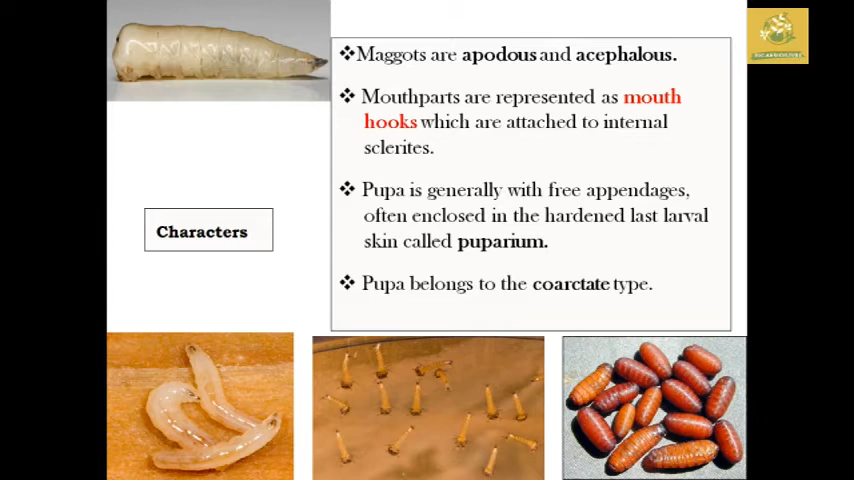 ❖Maggots are apodous and acephalous.
❖ Mouthparts are represented as mouth
hooks which are attached to internal
sclerites.
❖ Pupa is generally with free appendages,
often enclosed in the hardened last larval
skin called puparium.
❖ Pupa belongs to the coarctate type.
Characters